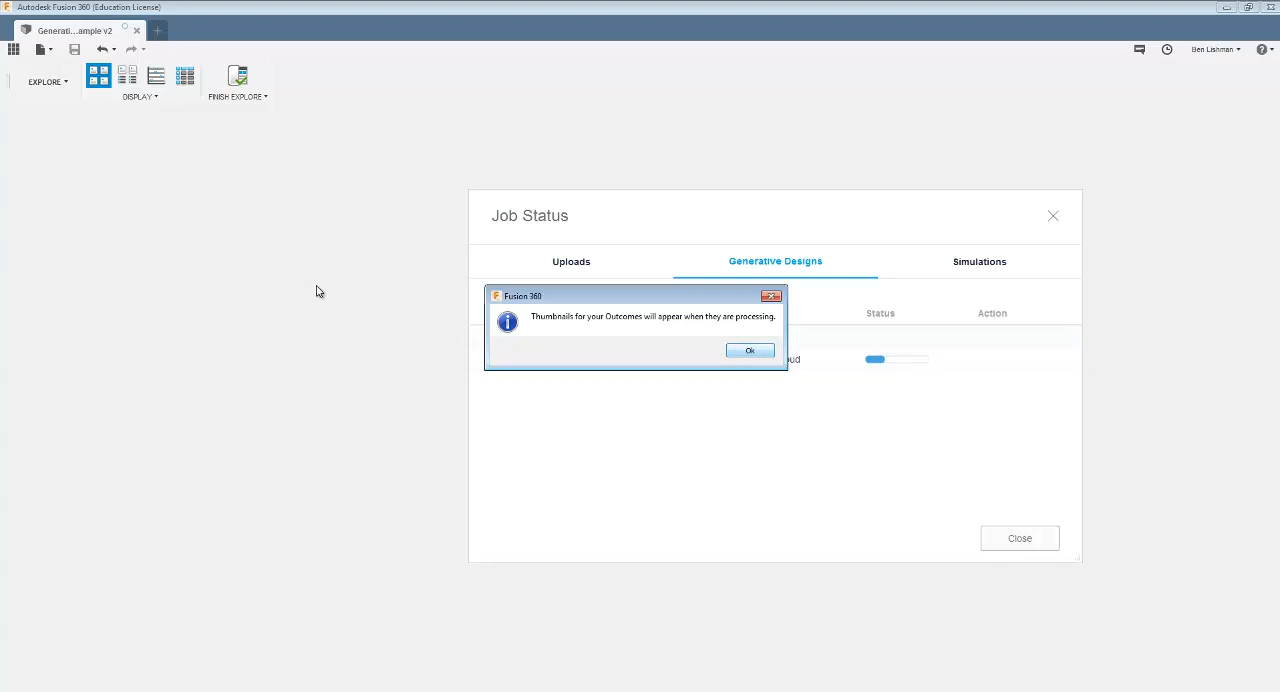 Autodesk Fusion 360 (Education License)
Generati...ample v2
Ben Lishman
EXPLORE
DISPLAY
FINISH EXPLORE
Job Status
Uploads
Generative Designs
Simulations
Fusion 360
Thumbnails for your Outcomes will appear when they are processing.
Ok
Status
Action
oud
Close